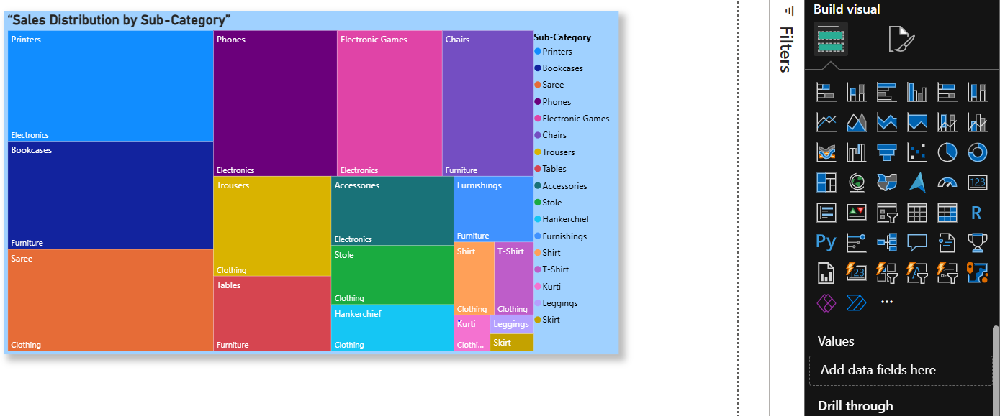 “Sales Distribution by Sub-Category”
Printers
Electronics
Bookcases
Furniture
Saree
Clothing
Phones
Electronics
Electronic Games
Electronics
Chairs
Furniture
Trousers
Clothing
Tables
Furniture
Accessories
Electronics
Stole
Clothing
Hankerchief
Clothing
Furnishings
Furniture
Shirt
Clothing
T-Shirt
Clothing
Kurti
Clothi...
Leggings
Skirt
Sub-Category
Printers
Bookcases
Saree
Phones
Electronic Games
Chairs
Trousers
Tables
Accessories
Stole
Hankerchief
Furnishings
Shirt
T-Shirt
Kurti
Leggings
Skirt
Filters
Build visual
123
R
Py
123
Values
Add data fields here
Drill through